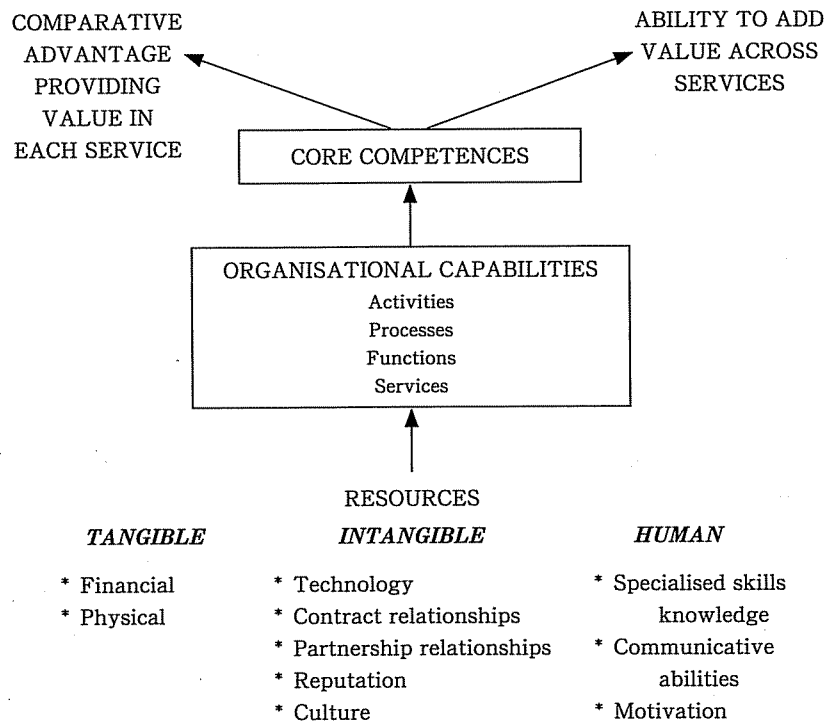 COMPARATIVE
ADVANTAGE
PROVIDING
VALUE IN
EACH SERVICE
ABILITY TO ADD
VALUE ACROSS
SERVICES
CORE COMPETENCES
ORGANISATIONAL CAPABILITIES
Activities
Processes
Functions
Services
RESOURCES
TANGIBLE
* Financial
* Physical
INTANGIBLE
* Technology
* Contract relationships
* Partnership relationships
* Reputation
* Culture
HUMAN
* Specialised skills
knowledge
* Communicative
abilities
* Motivation